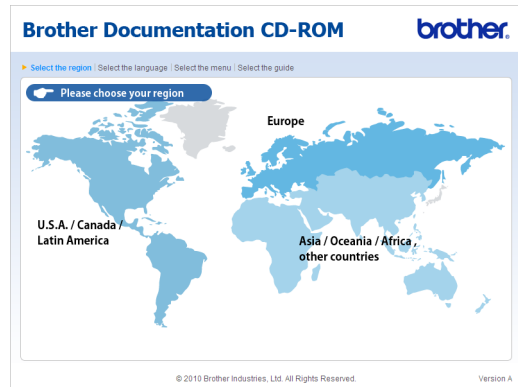 Brother Documentation CD-ROM
brother.
Select the region | Select the language | Select the menu | Select the guide
Please choose your region
Europe
U.S.A. / Canada /
Latin America
Asia / Oceania / Africa ,
other countries
© 2010 Brother Industries, Ltd. All Rights Reserved.
Version A